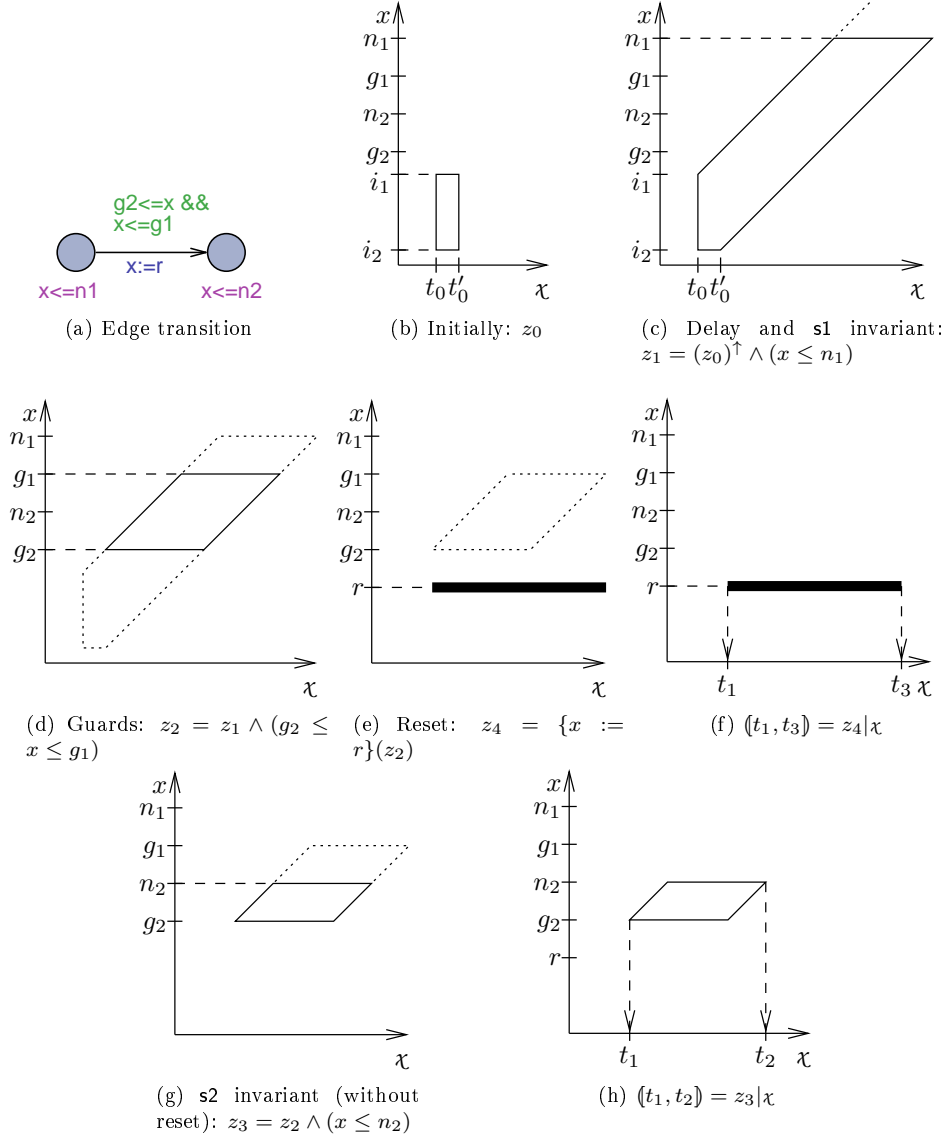 g2<=x &&
x<=g1
x:=r
x<=n1
x<=n2
(a) Edge transition
x
n₁
g₁
n₂
g₂
i₁
i₂
t₀ t′₀
χ
(b) Initially: z₀
x
n₁
g₁
n₂
g₂
i₁
i₂
t₀ t′₀
χ
(c) Delay and s1 invariant:
z₁ = (z₀)↑ ∧ (x ≤ n₁)
x
n₁
g₁
n₂
g₂
χ
(d) Guards: z₂ = z₁ ∧ (g₂ ≤
x ≤ g₁)
x
n₁
g₁
n₂
g₂
r
χ
(e) Reset: z₄ = {x :=
r}(z₂)
x
n₁
g₁
n₂
g₂
r
t₁
t₃ χ
(f) ⦇t₁, t₃⦈ = z₄|χ
x
n₁
g₁
n₂
g₂
χ
(g) s2 invariant (without
reset): z₃ = z₂ ∧ (x ≤ n₂)
x
n₁
g₁
n₂
g₂
r
t₁
t₂ χ
(h) ⦇t₁, t₂⦈ = z₃|χ